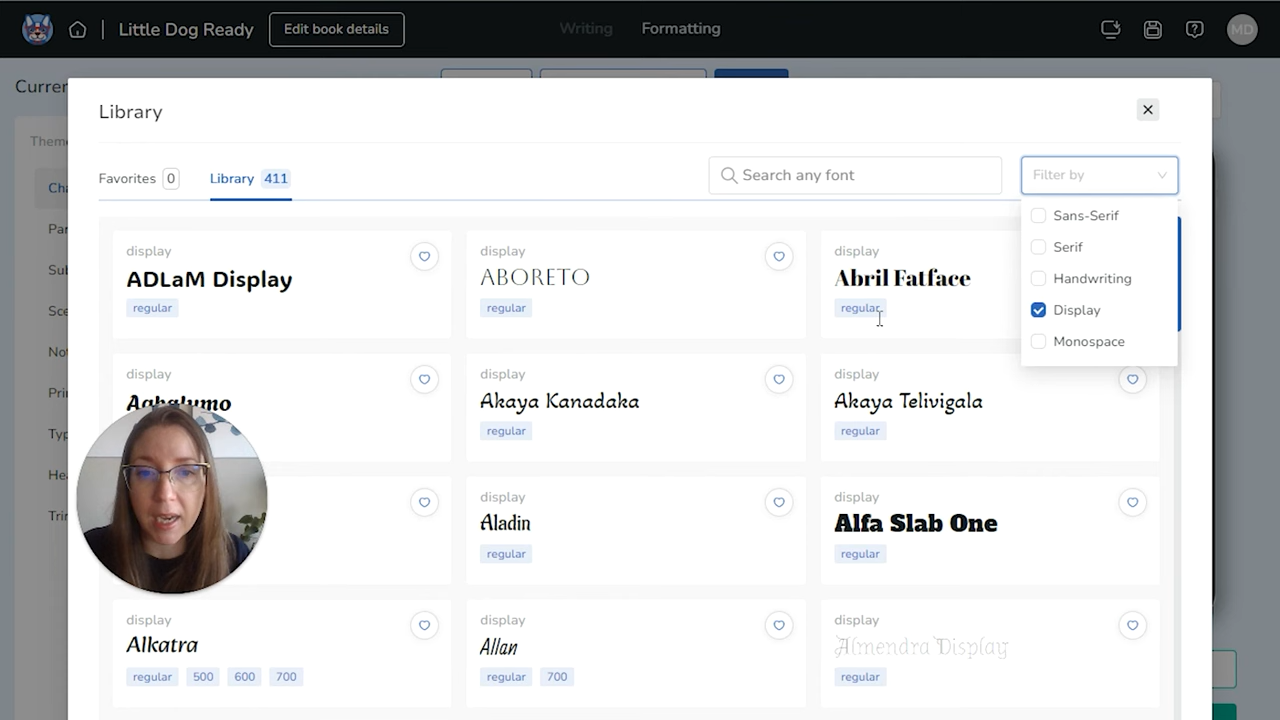 Little Dog Ready
Edit book details
Writing
Formatting
MD
Library
Favorites 0
Library 411
Search any font
Filter by
Sans-Serif
Serif
Handwriting
Display
Monospace
display
ADLaM Display
regular
display
ABORETO
regular
display
Abril Fatface
regular
display
Agbalumo
display
Akaya Kanadaka
regular
display
Akaya Telivigala
regular
display
Aladin
regular
display
Alfa Slab One
regular
display
Alkatra
regular 500 600 700
display
Allan
regular 700
display
Almendra Display
regular